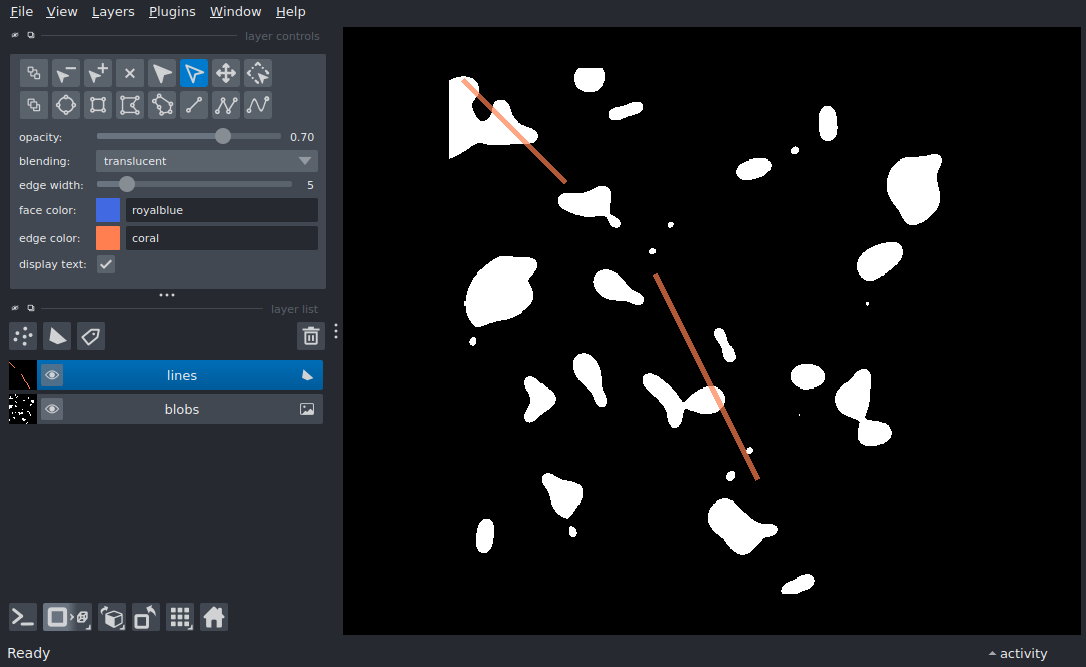 File View Layers Plugins Window Help
layer controls
opacity: 0.70
blending: translucent
edge width: 5
face color: royalblue
edge color: coral
display text:
layer list
lines
blobs
Ready
activity